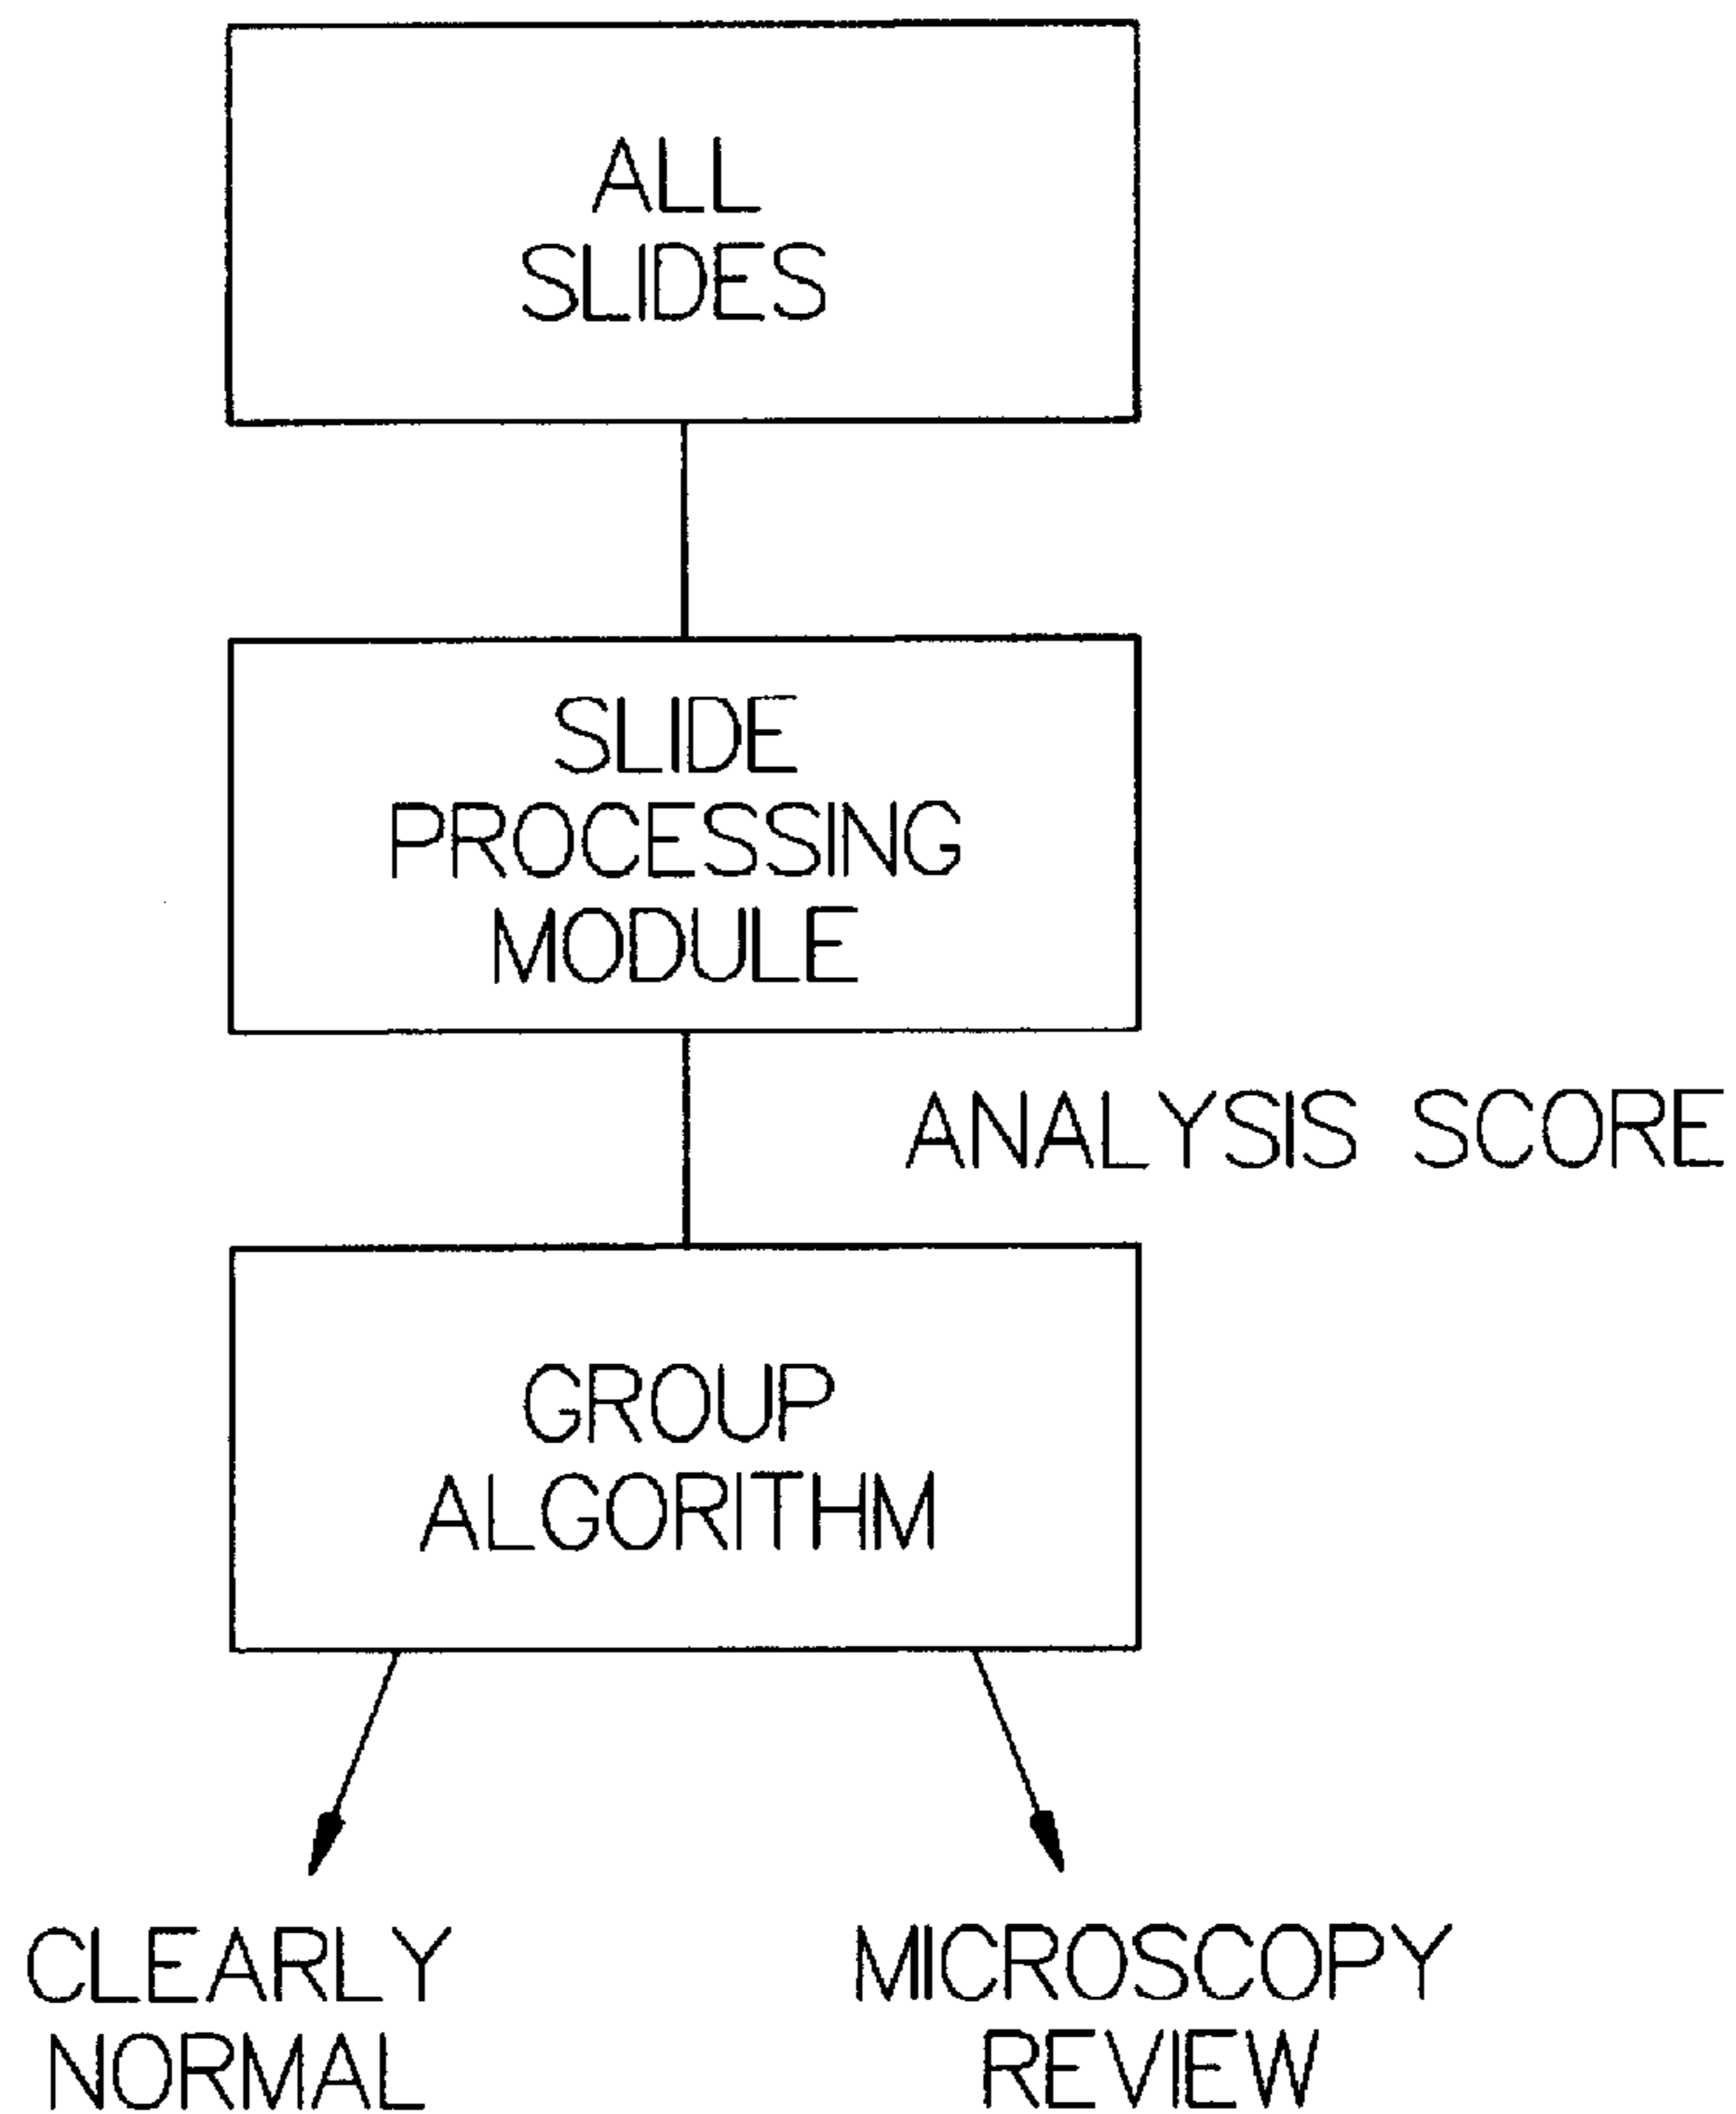 ALL
SLIDES
SLIDE
PROCESSING
MODULE
ANALYSIS SCORE
GROUP
ALGORITHM
CLEARLY
NORMAL
MICROSCOPY
REVIEW